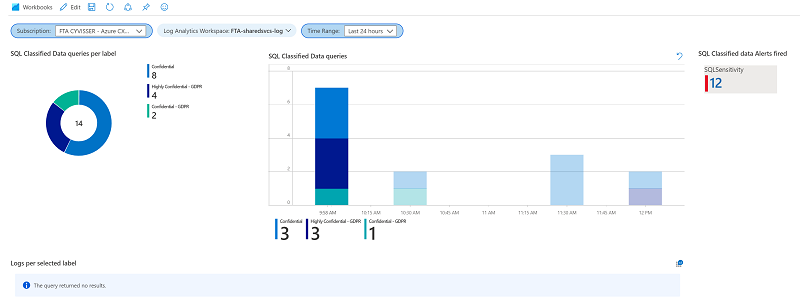 Workbooks Edit
Subscription: FTA CYVISSER - Azure CX... Log Analytics Workspace: FTA-sharedsvcs-log Time Range: Last 24 hours
SQL Classified Data queries per label
Confidential
8
Highly Confidential - GDPR
4
Confidential - GDPR
2
14
SQL Classified Data queries
8
6
4
2
0
9:58 AM 10:15 AM 10:30 AM 10:45 AM 11 AM 11:15 AM 11:30 AM 11:45 AM 12 PM
Confidential Highly Confidential - GDPR Confidential - GDPR
3 3 1
SQL Classified data Alerts fired
SQLSensitivity
12
Logs per selected label
The query returned no results.